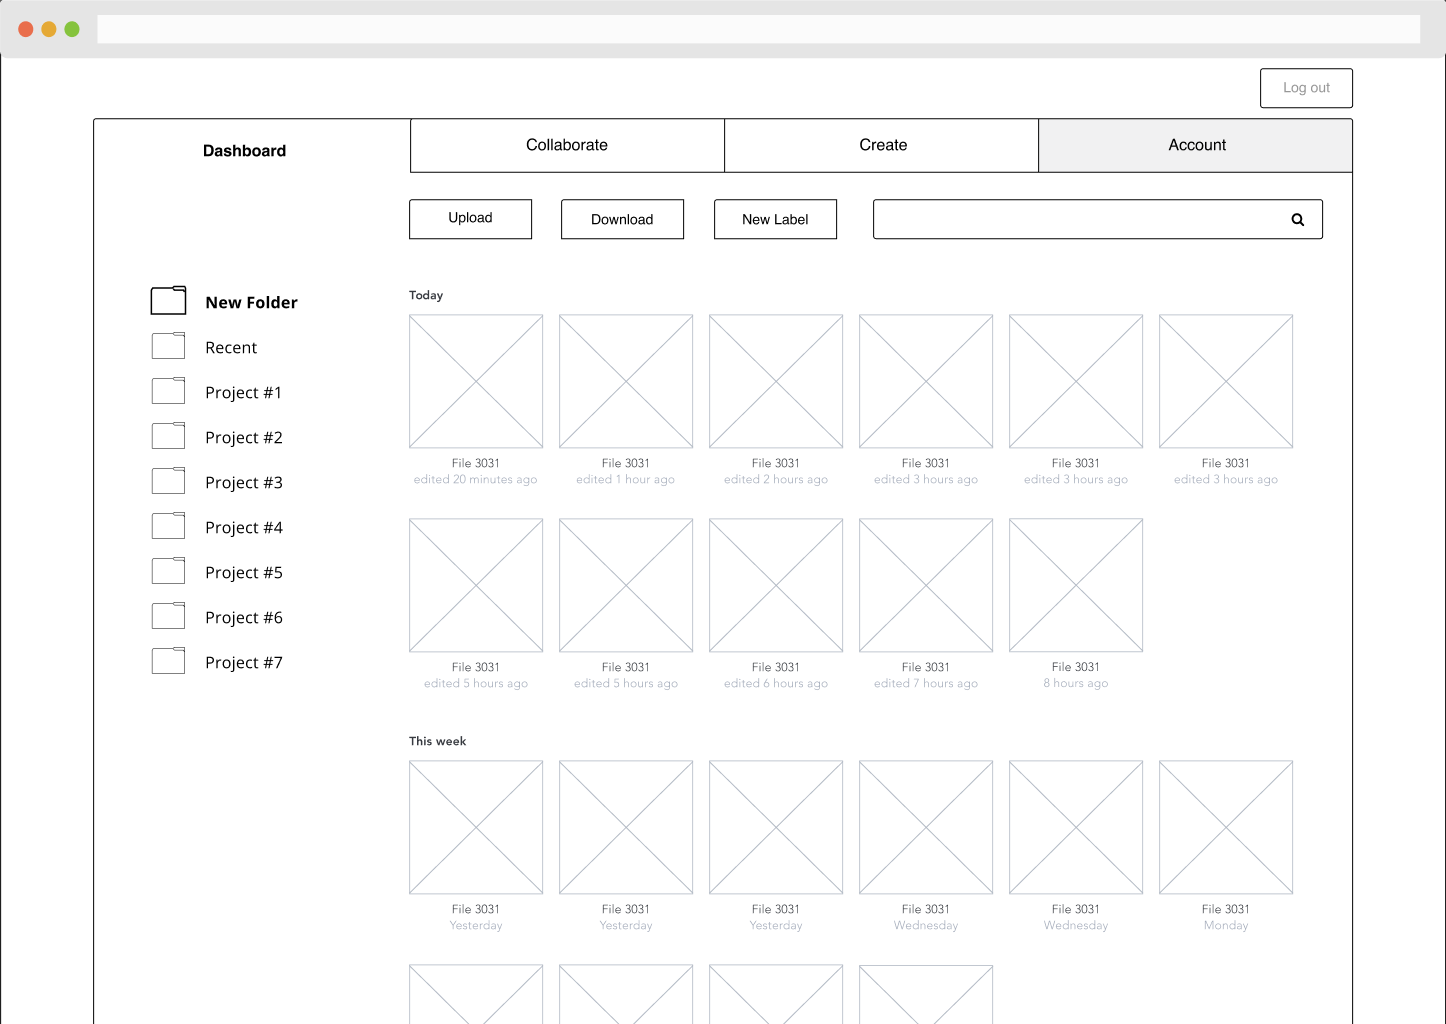 Log out
Dashboard
Collaborate
Create
Account
Upload
Download
New Label
New Folder
Recent
Project #1
Project #2
Project #3
Project #4
Project #5
Project #6
Project #7
Today
File 3031
edited 20 minutes ago
File 3031
edited 1 hour ago
File 3031
edited 2 hours ago
File 3031
edited 3 hours ago
File 3031
edited 3 hours ago
File 3031
edited 3 hours ago
File 3031
edited 5 hours ago
File 3031
edited 5 hours ago
File 3031
edited 6 hours ago
File 3031
edited 7 hours ago
File 3031
8 hours ago
This week
File 3031
Yesterday
File 3031
Yesterday
File 3031
Yesterday
File 3031
Wednesday
File 3031
Wednesday
File 3031
Monday